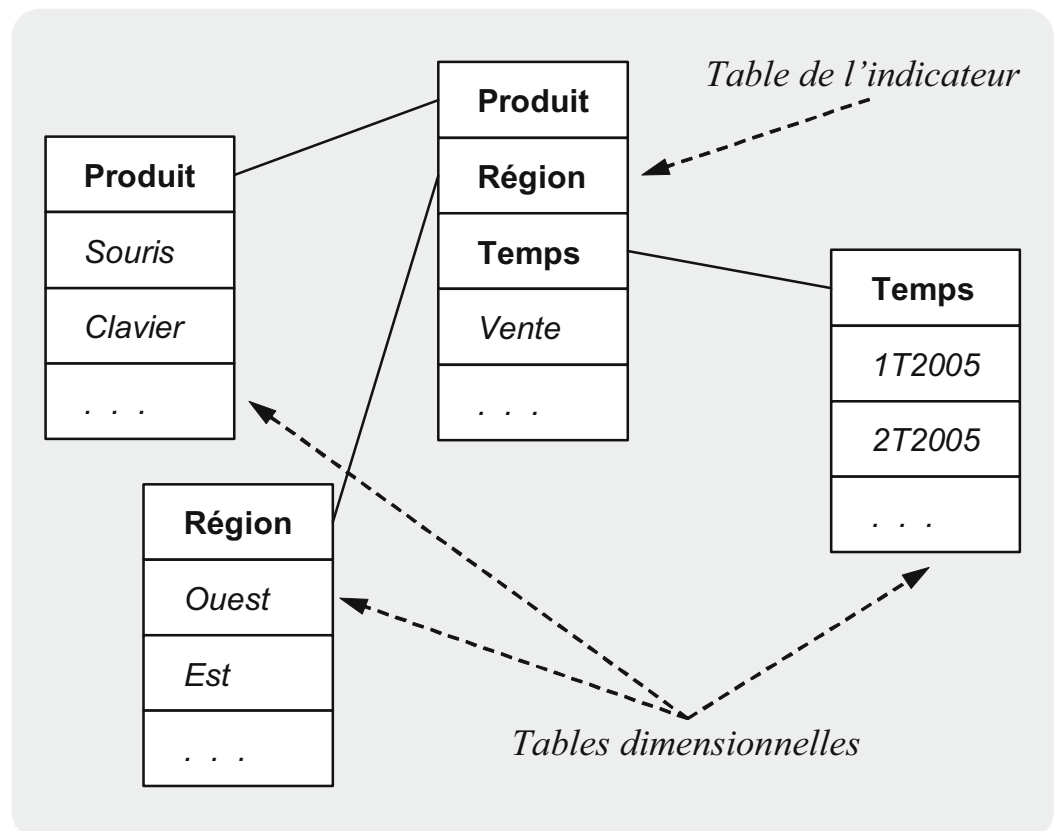 Table de l’indicateur
Produit
Région
Temps
Vente
. . .
Produit
Souris
Clavier
. . .
Temps
1T2005
2T2005
. . .
Région
Ouest
Est
. . .
Tables dimensionnelles